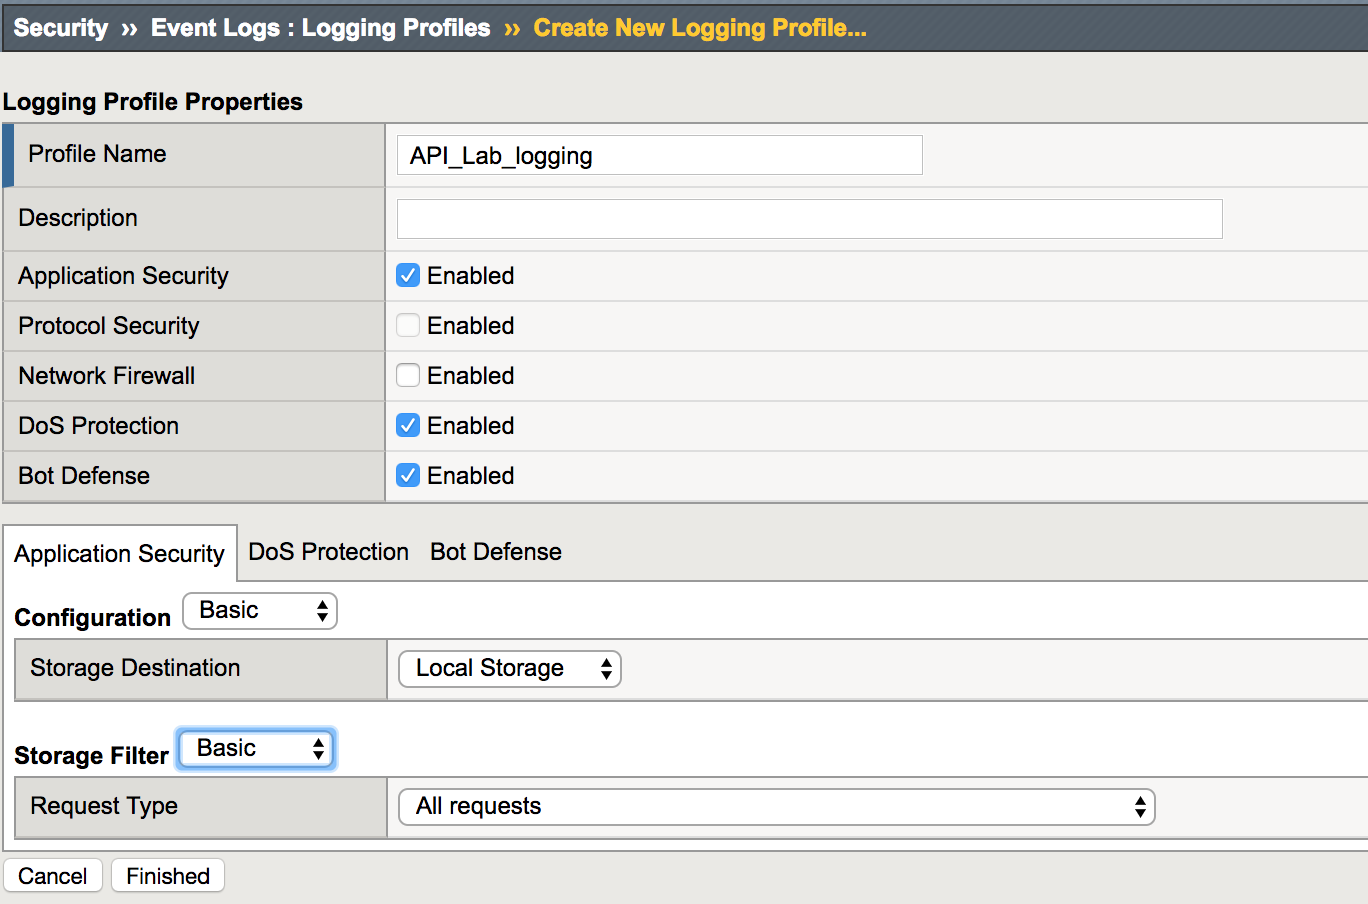 Security » Event Logs : Logging Profiles » Create New Logging Profile...
Logging Profile Properties
Profile Name API_Lab_logging
Description
Application Security Enabled
Protocol Security Enabled
Network Firewall Enabled
DoS Protection Enabled
Bot Defense Enabled
Application Security DoS Protection Bot Defense
Configuration Basic
Storage Destination Local Storage
Storage Filter Basic
Request Type All requests
Cancel Finished